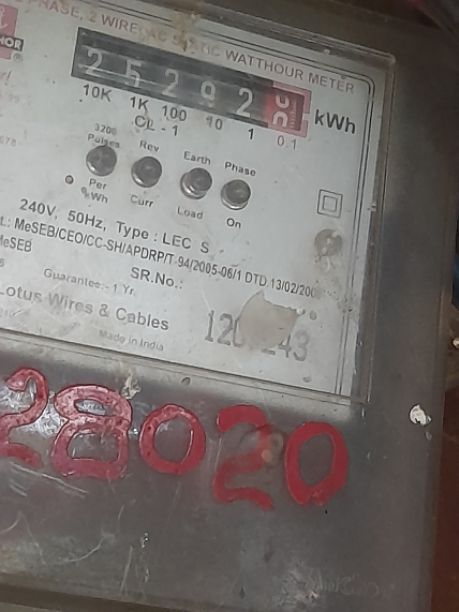 PHASE, 2 WIRE, AC STATIC WATTHOUR METER
2 5 2 9 2
kWh
10K 1K 100 10 1 0.1
CL - 1
3200 Pulses Rev Earth Phase
Per kWh Curr Load On
240V, 50Hz, Type : LEC S
MeSEB/CEO/CC-SH/APDRP/T-94/2005-06/1 DTD.13/02/200
MeSEB
SR.No.:
Guarantee:- 1 Yr.
Lotus Wires & Cables
Made in India
28020